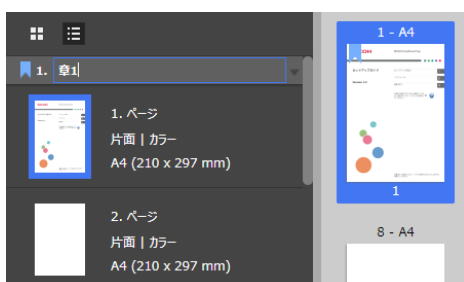 1. 章1
1. ページ
片面 | カラー
A4 (210 x 297 mm)
2. ページ
片面 | カラー
A4 (210 x 297 mm)
1 - A4
1
8 - A4